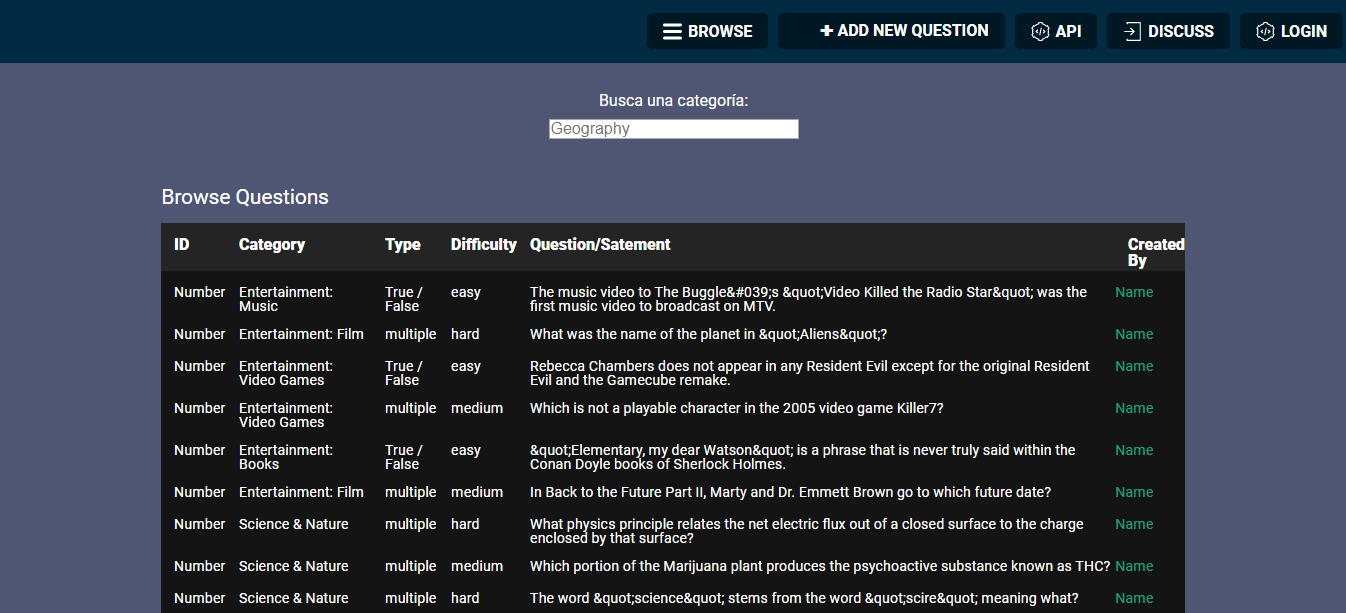 BROWSE
+ ADD NEW QUESTION
API
DISCUSS
LOGIN
Busca una categoría:
Geography
Browse Questions
ID Category Type Difficulty Question/Satement Created By
Number Entertainment: Music True / False easy The music video to The Buggle&#039;s &quot;Video Killed the Radio Star&quot; was the first music video to broadcast on MTV. Name
Number Entertainment: Film multiple hard What was the name of the planet in &quot;Aliens&quot;? Name
Number Entertainment: Video Games True / False easy Rebecca Chambers does not appear in any Resident Evil except for the original Resident Evil and the Gamecube remake. Name
Number Entertainment: Video Games multiple medium Which is not a playable character in the 2005 video game Killer7? Name
Number Entertainment: Books True / False easy &quot;Elementary, my dear Watson&quot; is a phrase that is never truly said within the Conan Doyle books of Sherlock Holmes. Name
Number Entertainment: Film multiple medium In Back to the Future Part II, Marty and Dr. Emmett Brown go to which future date? Name
Number Science & Nature multiple hard What physics principle relates the net electric flux out of a closed surface to the charge enclosed by that surface? Name
Number Science & Nature multiple medium Which portion of the Marijuana plant produces the psychoactive substance known as THC? Name
Number Science & Nature multiple hard The word &quot;science&quot; stems from the word &quot;scire&quot; meaning what? Name